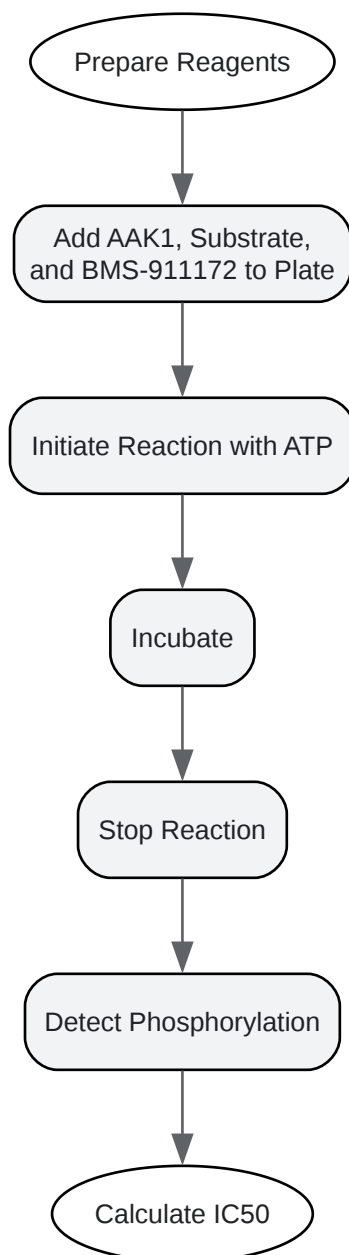 Prepare Reagents
Add AAK1, Substrate,
and BMS-911172 to Plate
Initiate Reaction with ATP
Incubate
Stop Reaction
Detect Phosphorylation
Calculate IC50